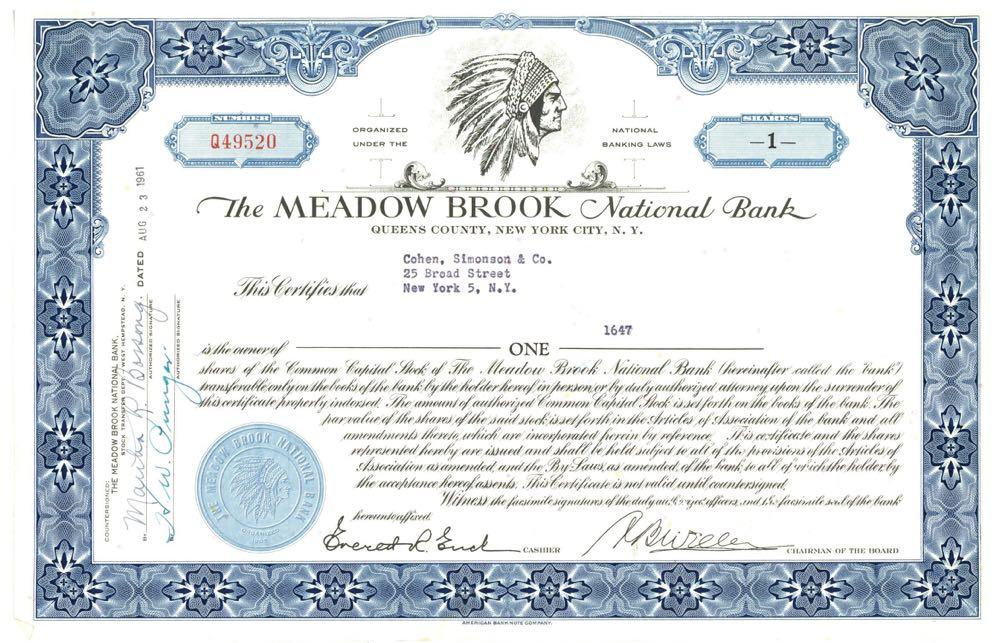 NUMBER
Q49520
ORGANIZED
UNDER THE
NATIONAL
BANKING LAWS
SHARES
—1—
The MEADOW BROOK National Bank
QUEENS COUNTY, NEW YORK CITY, N. Y.
This Certifies that
Cohen, Simonson & Co.
25 Broad Street
New York 5, N.Y.
1647
is the owner of ONE
shares of the Common Capital Stock of The Meadow Brook National Bank (hereinafter called the "bank")
transferable only on the books of the bank by the holder hereof in person or by duly authorized attorney upon the surrender of
this certificate properly indorsed. The amount of authorized Common Capital Stock is set forth on the books of the bank. The
par value of the shares of the said stock is set forth in the Articles of Association of the bank and all
amendments thereto, which are incorporated herein by reference. This certificate and the shares
represented hereby are issued and shall be held subject to all of the provisions of the Articles of
Association as amended, and the By-Laws, as amended, of the bank, to all of which the holder by
the acceptance hereof assents. This Certificate is not valid until countersigned.
Witness the facsimile signatures of the duly authorized officers, and the facsimile seal of the bank
hereunto affixed.
CASHIER
CHAIRMAN OF THE BOARD
COUNTERSIGNED:
THE MEADOW BROOK NATIONAL BANK,
STOCK TRANSFER DEPT., WEST HEMPSTEAD, N. Y.
BY Martha R.
AUTHORIZED SIGNATURE
DATED AUG 23 1961
BY
AUTHORIZED SIGNATURE
THE MEADOW BROOK NATIONAL BANK
ORGANIZED
AMERICAN BANK NOTE COMPANY.